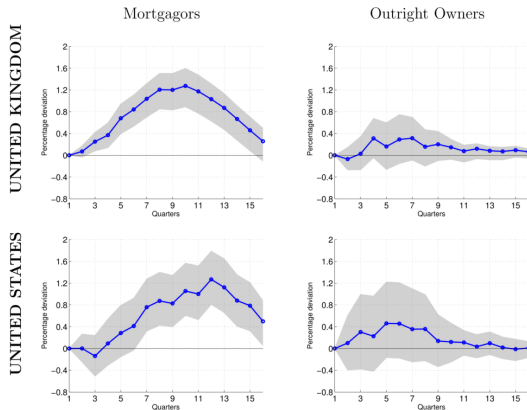 Mortgagors
Outright Owners
UNITED KINGDOM
Percentage deviation
2
1.6
1.2
0.8
0.4
0
−0.4
−0.8
1 3 5 7 9 11 13 15
Quarters
Percentage deviation
2
1.6
1.2
0.8
0.4
0
−0.4
−0.8
1 3 5 7 9 11 13 15
Quarters
UNITED STATES
Percentage deviation
2
1.6
1.2
0.8
0.4
0
−0.4
−0.8
1 3 5 7 9 11 13 15
Quarters
Percentage deviation
2
1.6
1.2
0.8
0.4
0
−0.4
−0.8
1 3 5 7 9 11 13 15
Quarters